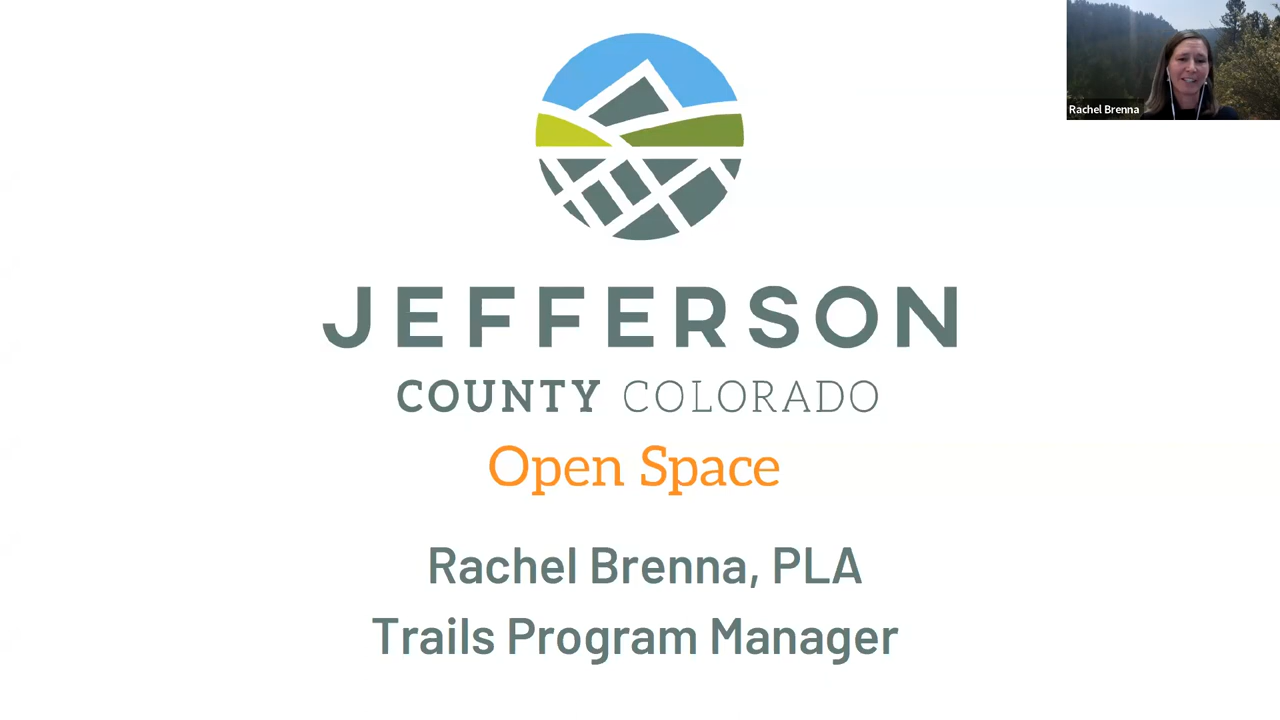 Rachel Brenna
JEFFERSON
COUNTY COLORADO
Open Space
Rachel Brenna, PLA
Trails Program Manager